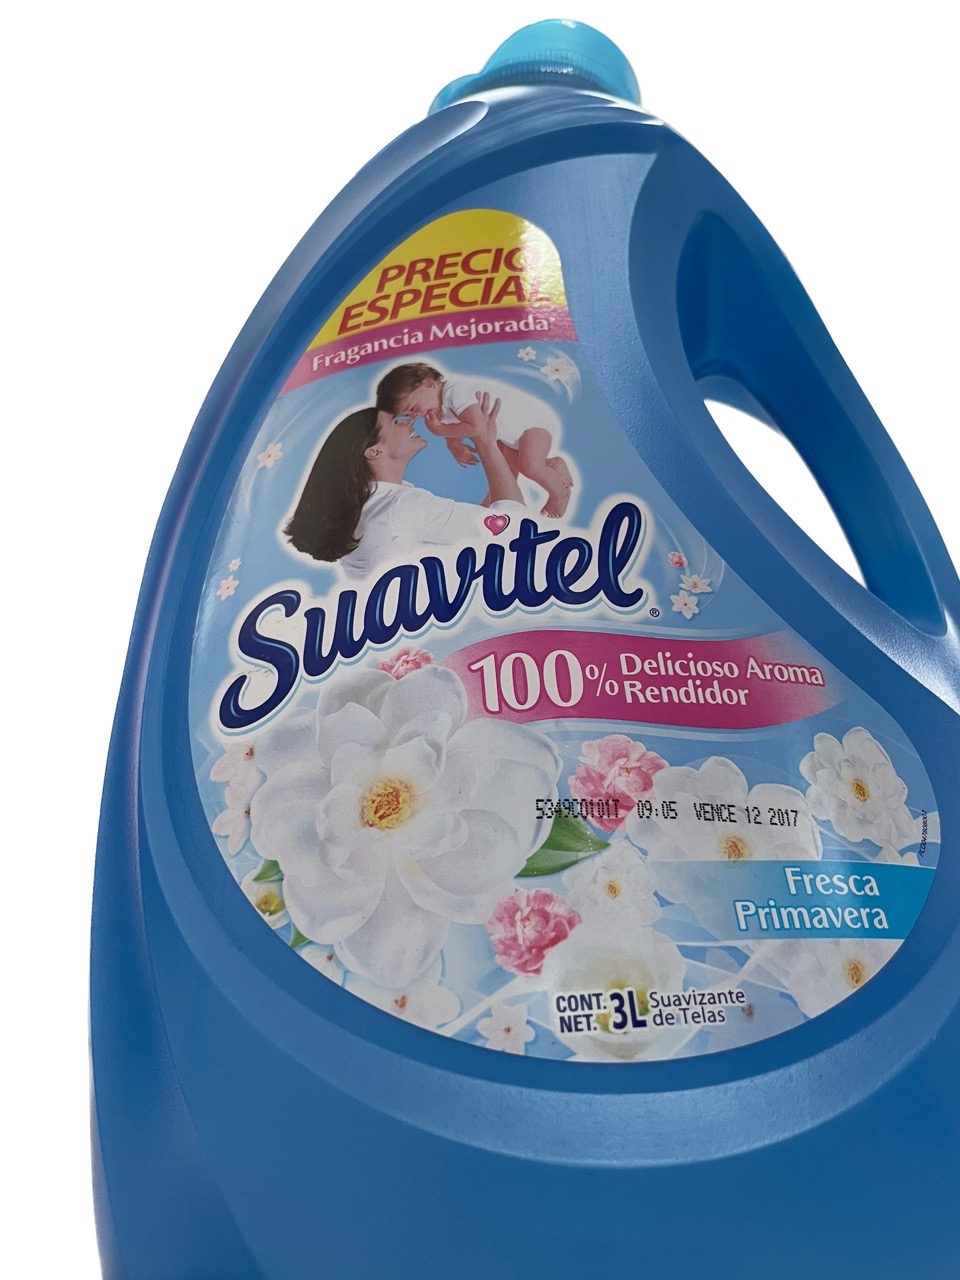 PRECIO
ESPECIAL
Fragancia Mejorada
Suavitel®
100% Delicioso Aroma
Rendidor
5349C0101T 09:05 VENCE 12 2017
Fresca
Primavera
CONT. NET. 3L Suavizante
de Telas